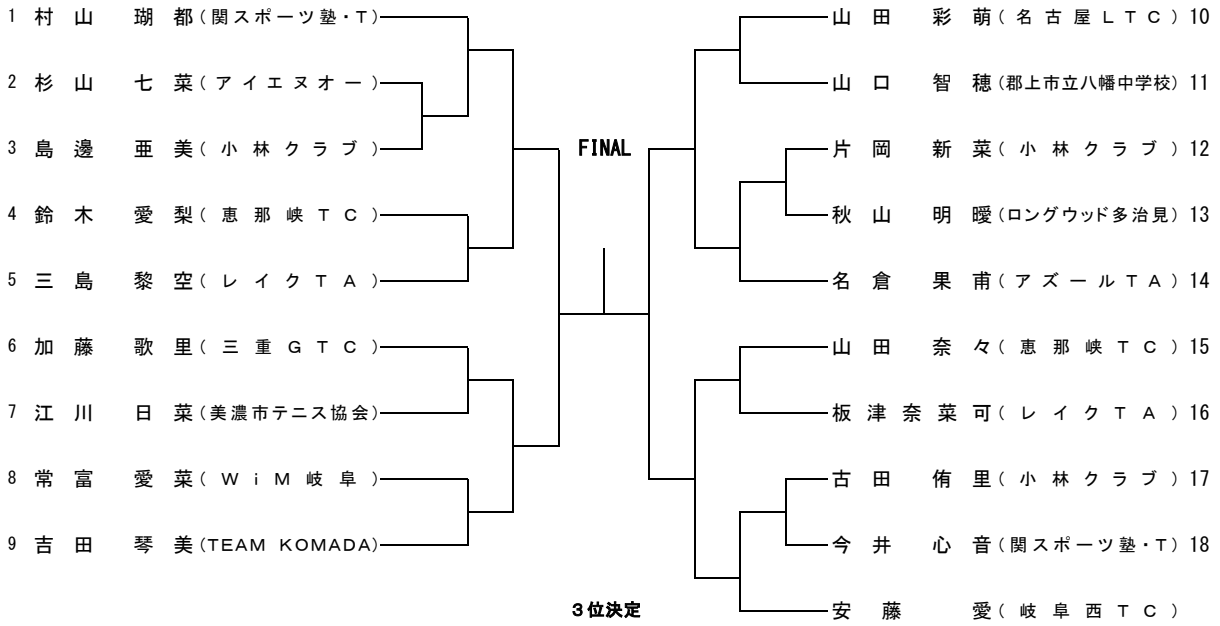 1 村山 瑚都(関スポーツ塾・T)
2 杉山 七菜(アイエヌオー)
3 島邊 亜美(小林クラブ)
4 鈴木 愛梨(恵那峡TC)
5 三島 黎空(レイクTA)
6 加藤 歌里(三重GTC)
7 江川 日菜(美濃市テニス協会)
8 常富 愛菜(WiM岐阜)
9 吉田 琴美(TEAM KOMADA)
FINAL
3位決定
山田 彩萌(名古屋LTC) 10
山口 智穂(郡上市立八幡中学校) 11
片岡 新菜(小林クラブ) 12
秋山 明曖(ロングウッド多治見) 13
名倉 果甫(アズールTA) 14
山田 奈々(恵那峡TC) 15
板津奈菜可(レイクTA) 16
古田 侑里(小林クラブ) 17
今井 心音(関スポーツ塾・T) 18
安藤 愛(岐阜西TC)